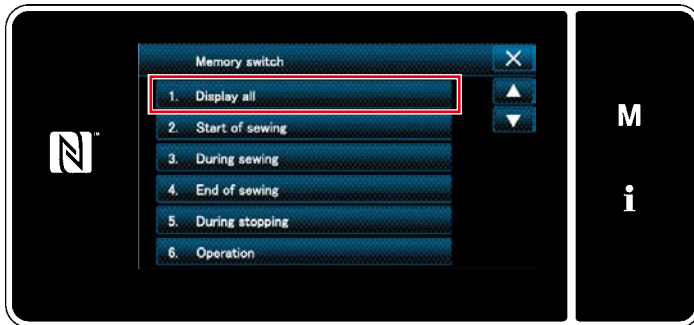 Memory switch
1. Display all
2. Start of sewing
3. During sewing
4. End of sewing
5. During stopping
6. Operation
M
i
N